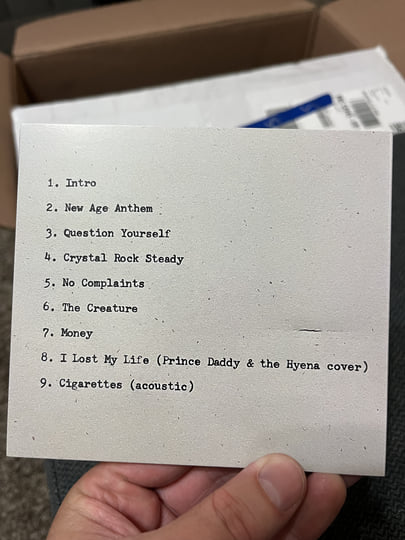 1. Intro
2. New Age Anthem
3. Question Yourself
4. Crystal Rock Steady
5. No Complaints
6. The Creature
7. Money
8. I Lost My Life (Prince Daddy & the Hyena cover)
9. Cigarettes (acoustic)